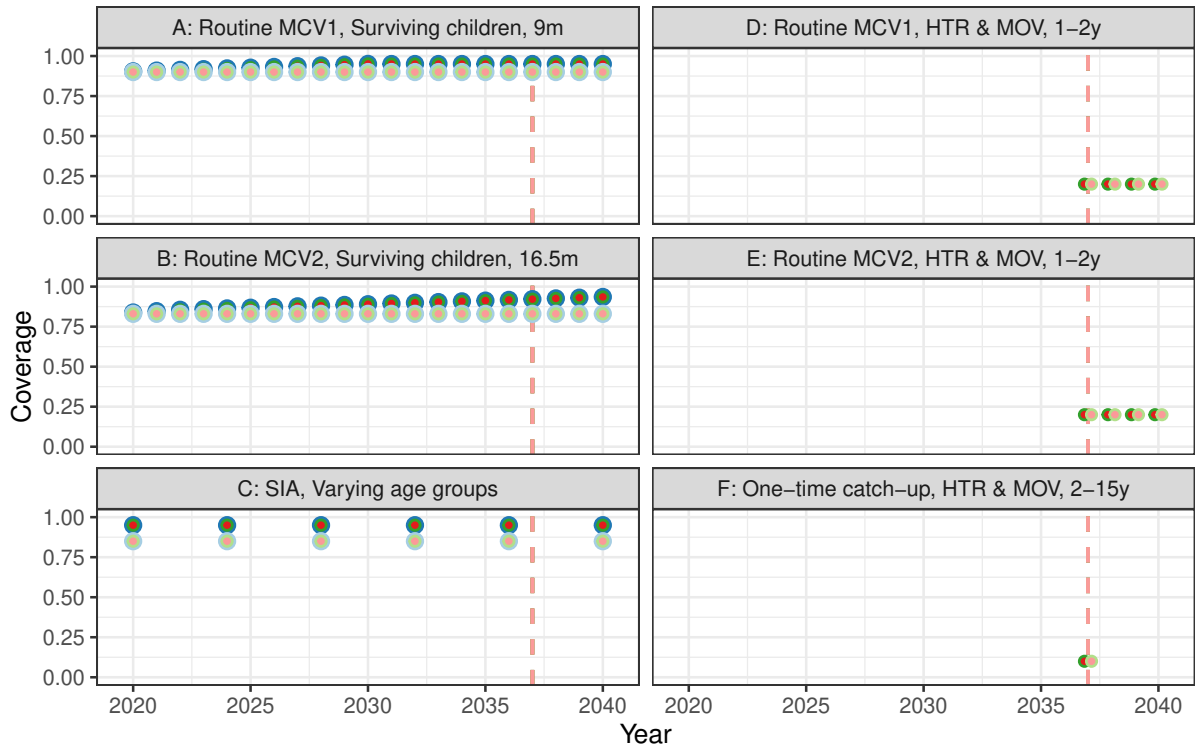 A: Routine MCV1, Surviving children, 9m
D: Routine MCV1, HTR & MOV, 1−2y
1.00
0.75
0.50
0.25
0.00
B: Routine MCV2, Surviving children, 16.5m
E: Routine MCV2, HTR & MOV, 1−2y
1.00
0.75
0.50
0.25
0.00
Coverage
C: SIA, Varying age groups
F: One−time catch−up, HTR & MOV, 2−15y
1.00
0.75
0.50
0.25
0.00
2020 2025 2030 2035 2040 2020 2025 2030 2035 2040
Year